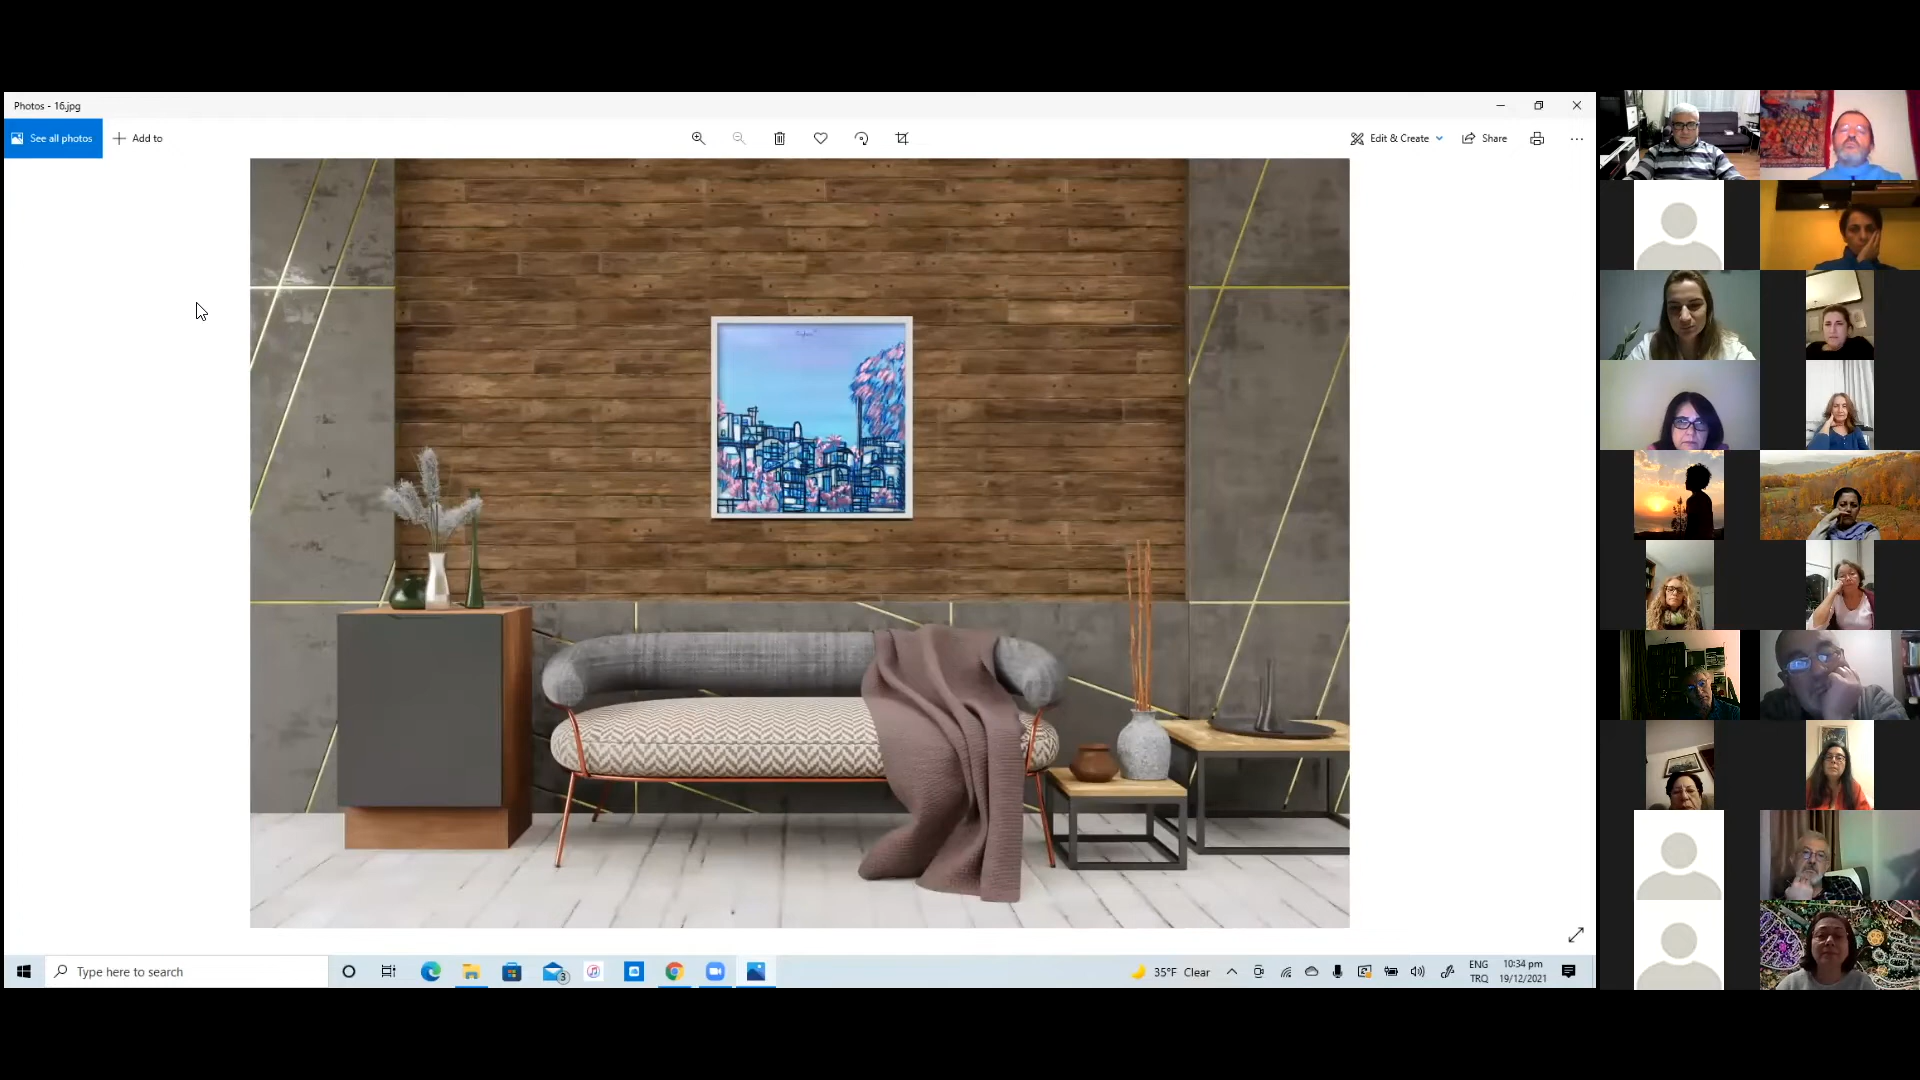 Photos - 16.jpg
See all photos
Add to
Edit & Create
Share
Type here to search
3
35°F Clear
ENG
TRQ
10:34 pm
19/12/2021